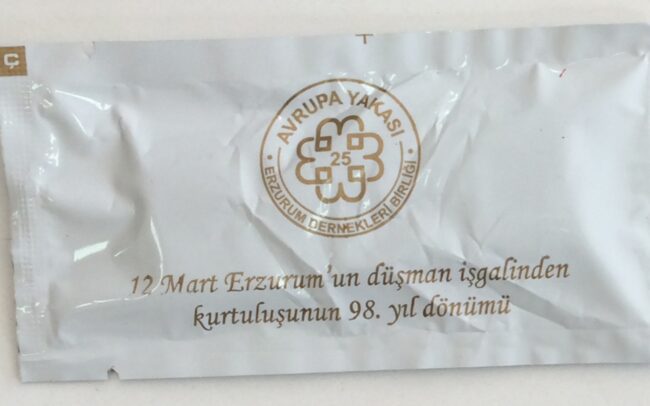 Ç
AVRUPA YAKASI
25
ERZURUM DERNEKLERİ BİRLİĞİ
12 Mart Erzurum'un düşman işgalinden
kurtuluşunun 98. yıl dönümü